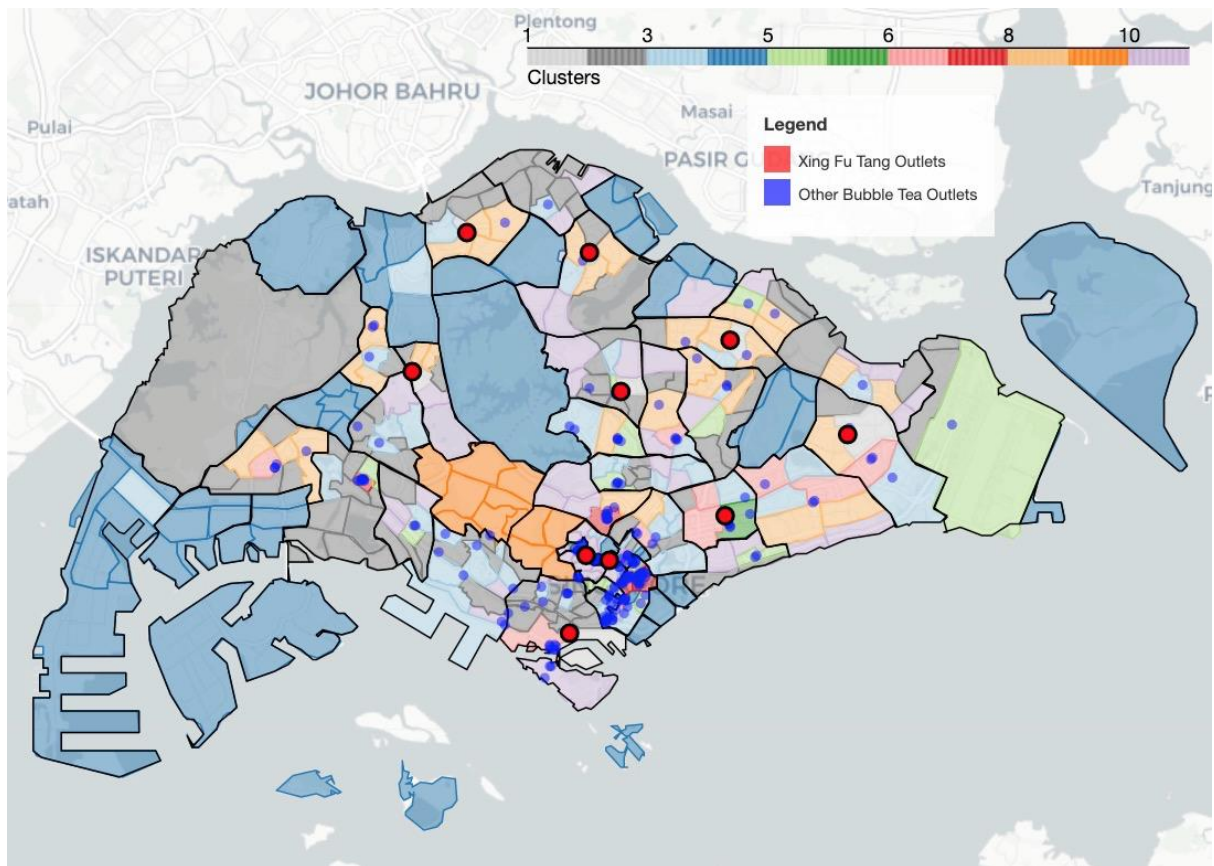 Plentong
1 3 5 6 8 10
Clusters
JOHOR BAHRU
Masai
Pulai
Legend
PASIR GUD
Xing Fu Tang Outlets
Tanjung
Other Bubble Tea Outlets
atah
ISKANDAR
PUTERI